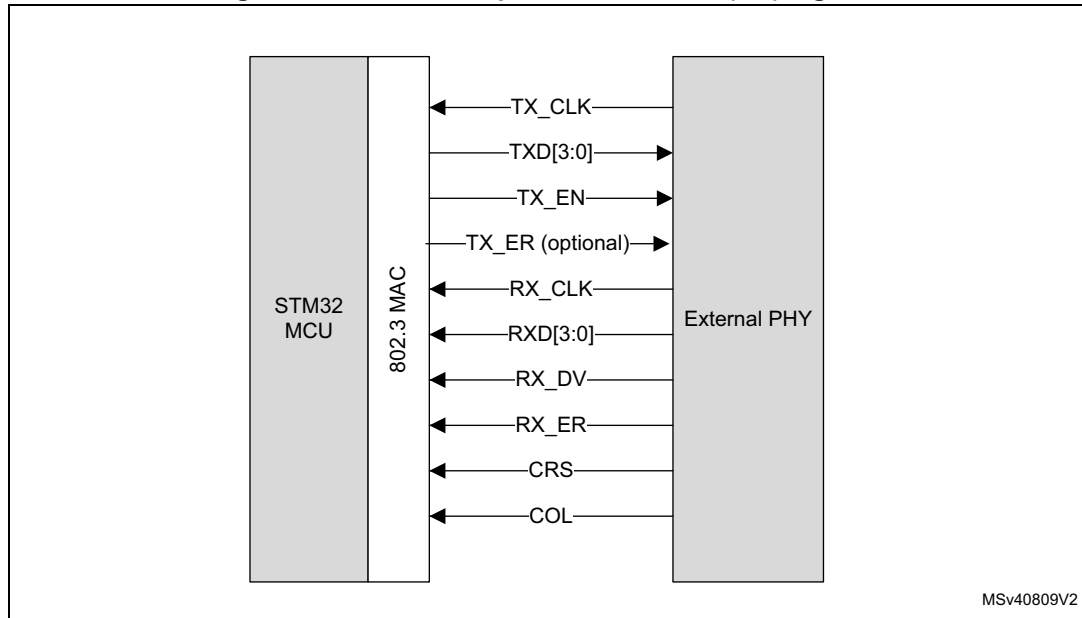 TX_CLK
TXD[3:0]
TX_EN
TX_ER (optional)
RX_CLK
RXD[3:0]
RX_DV
RX_ER
CRS
COL
STM32
MCU
802.3 MAC
External PHY
MSv40809V2